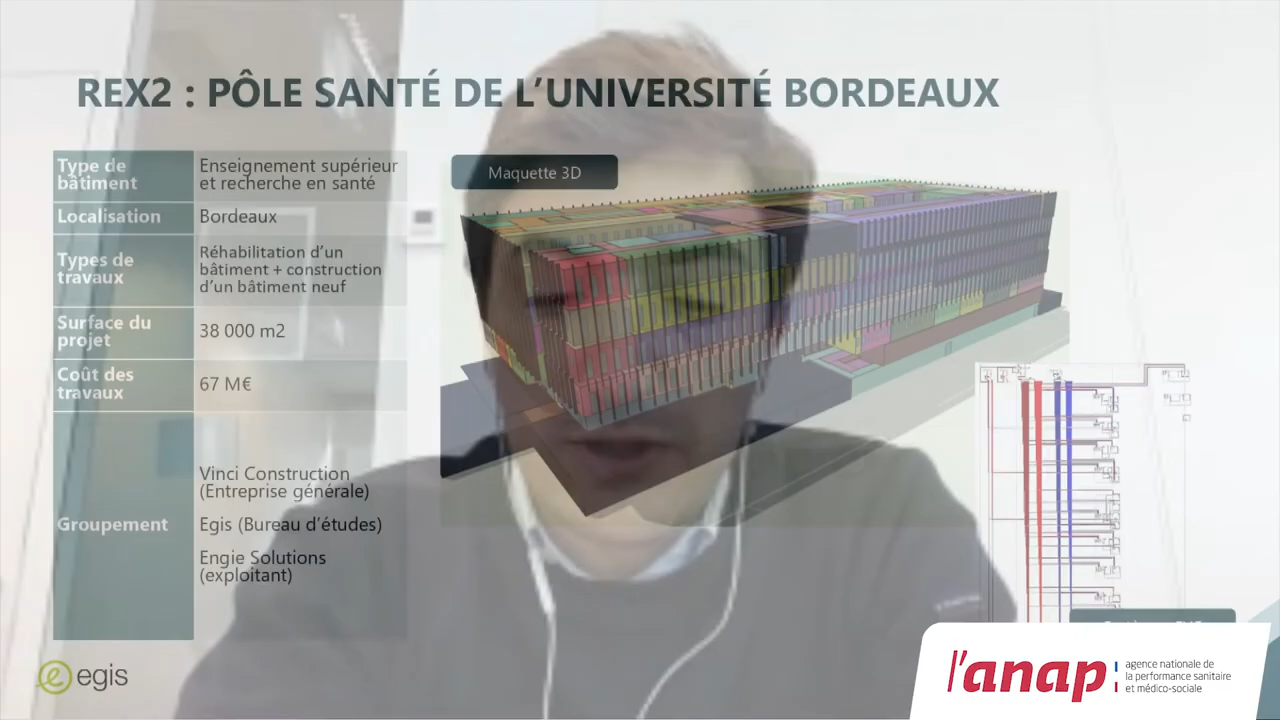 REX2 : PÔLE SANTÉ DE L'UNIVERSITÉ BORDEAUX
Type de
bâtiment
Enseignement supérieur
et recherche en santé
Localisation
Bordeaux
Types de
travaux
Réhabilitation d'un
bâtiment + construction
d'un bâtiment neuf
Surface du
projet
38 000 m2
Coût des
travaux
67 M€
Groupement
Vinci Construction
(Entreprise générale)
Egis (Bureau d'études)
Engie Solutions
(exploitant)
Maquette 3D
egis
l'anap
agence nationale de
la performance sanitaire
et médico-sociale